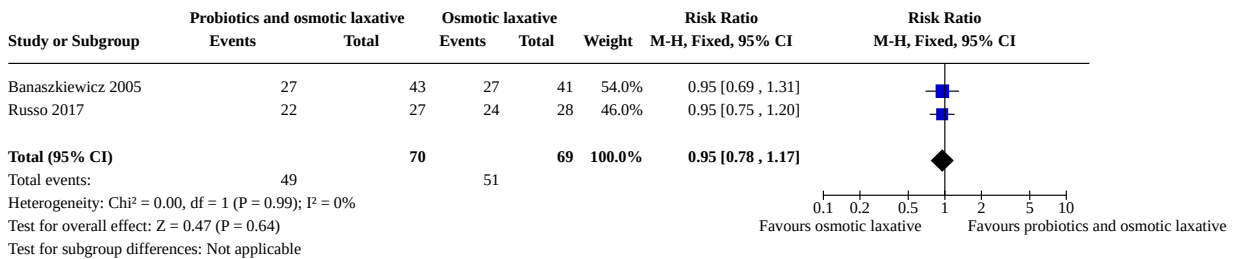 Probiotics and osmotic laxative Osmotic laxative Risk Ratio Risk Ratio
Study or Subgroup Events Total Events Total Weight M-H, Fixed, 95% CI M-H, Fixed, 95% CI
Banaszkiewicz 2005 27 43 27 41 54.0% 0.95 [0.69 , 1.31]
Russo 2017 22 27 24 28 46.0% 0.95 [0.75 , 1.20]
Total (95% CI) 70 69 100.0% 0.95 [0.78 , 1.17]
Total events: 49 51
Heterogeneity: Chi² = 0.00, df = 1 (P = 0.99); I² = 0%
0.1 0.2 0.5 1 2 5 10
Test for overall effect: Z = 0.47 (P = 0.64) Favours osmotic laxative Favours probiotics and osmotic laxative
Test for subgroup differences: Not applicable